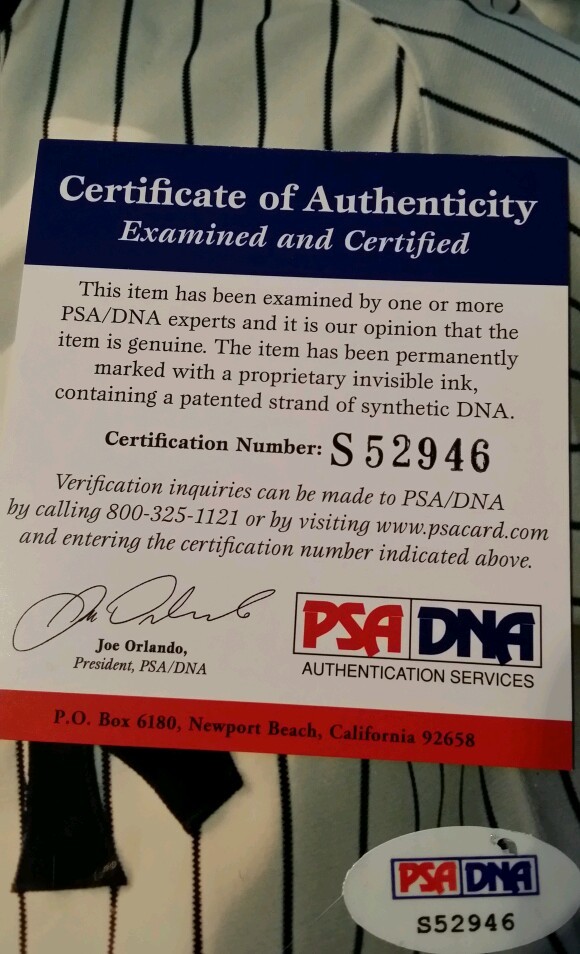 Certificate of Authenticity
Examined and Certified
This item has been examined by one or more
PSA/DNA experts and it is our opinion that the
item is genuine. The item has been permanently
marked with a proprietary invisible ink,
containing a patented strand of synthetic DNA.
Certification Number: S52946
Verification inquiries can be made to PSA/DNA
by calling 800-325-1121 or by visiting www.psacard.com
and entering the certification number indicated above.
Joe Orlando,
President, PSA/DNA
PSA DNA
AUTHENTICATION SERVICES
P.O. Box 6180, Newport Beach, California 92658
PSA DNA
S52946